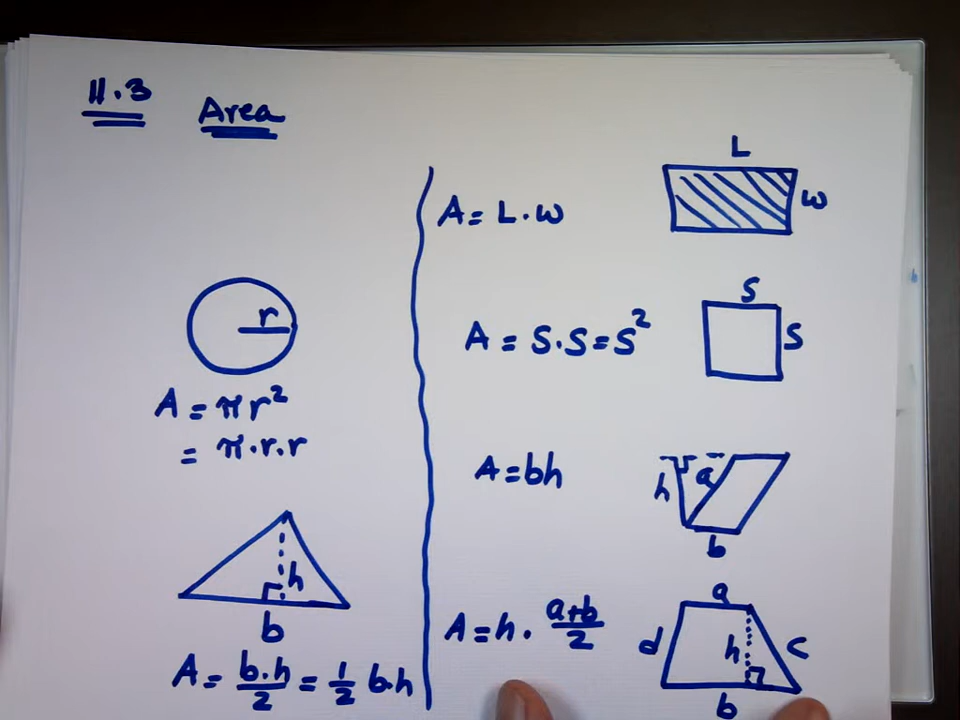 11.3 Area
r
A = πr²
= π·r·r
h
b
A = b·h/2 = 1/2 b·h
L
A = L·w
w
S
A = S·S = S²
S
A = bh
h
a
b
a
A = h · a+b/2
d
h
c
b